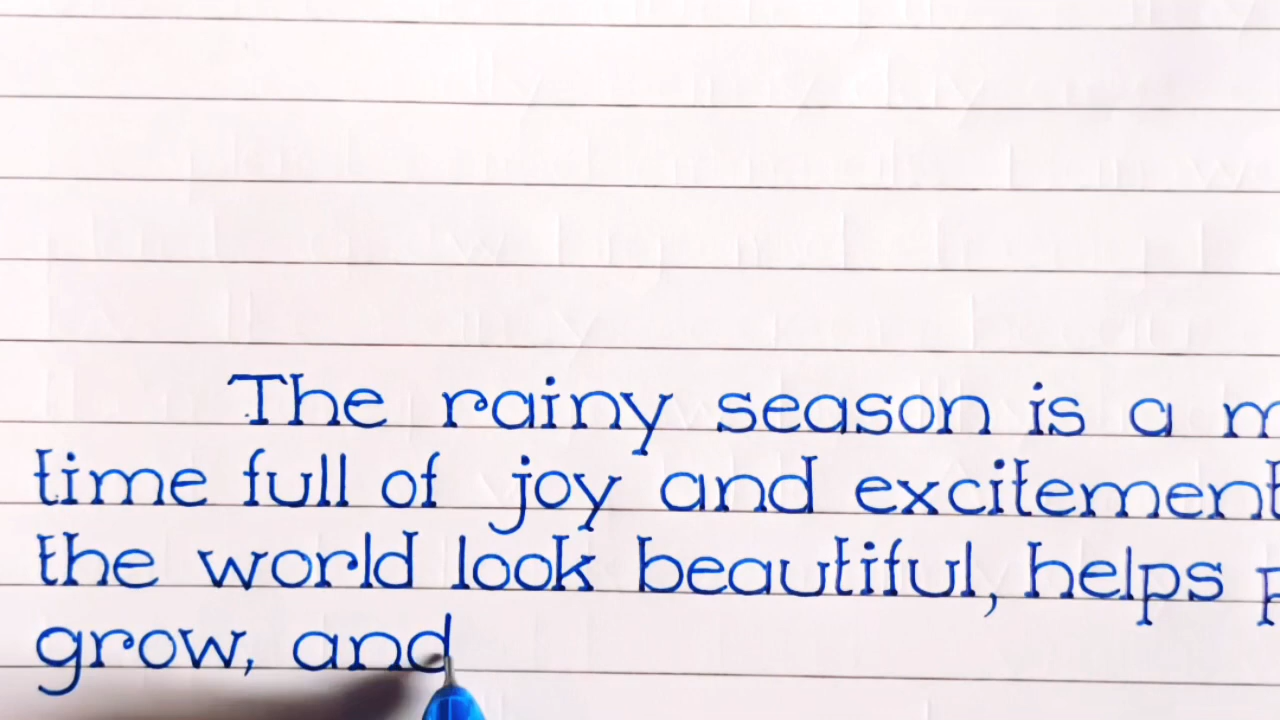 The rainy season is a m
time full of joy and excitement
the world look beautiful, helps p
grow, and